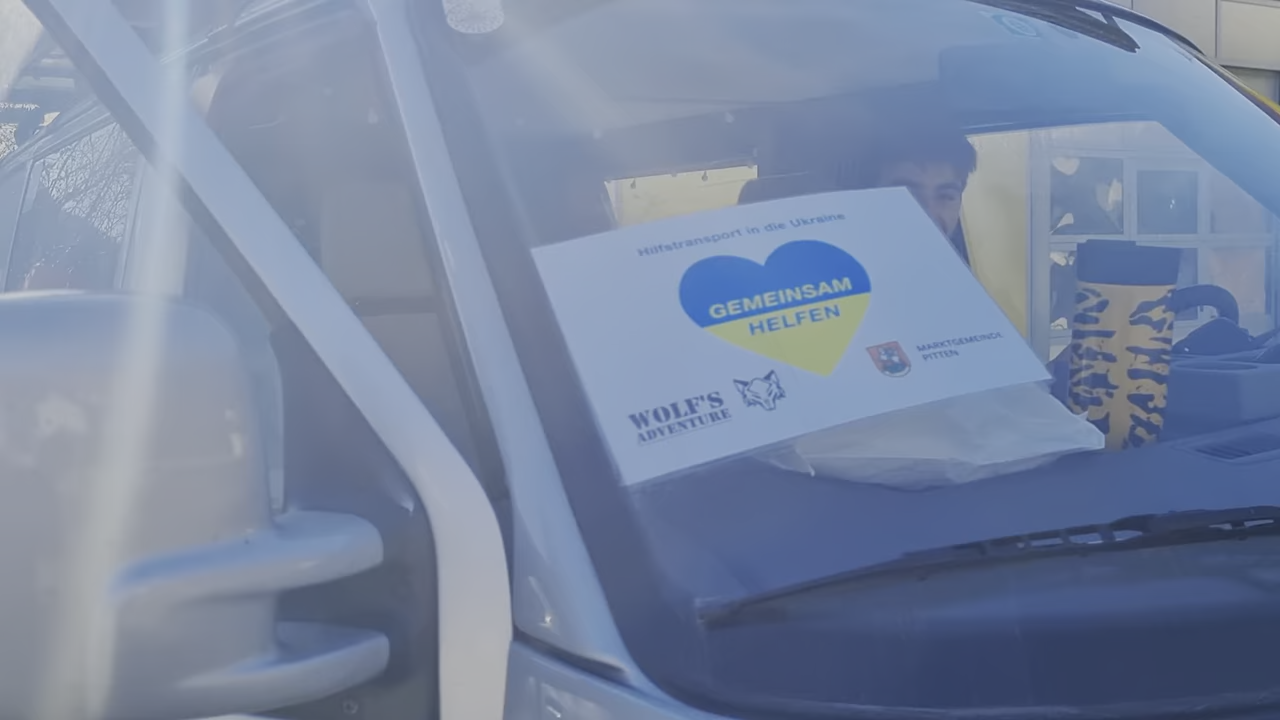 Hilfstransport in die Ukraine
GEMEINSAM
HELFEN
WOLF'S
ADVENTURE
MARKTGEMEINDE
PITTEN